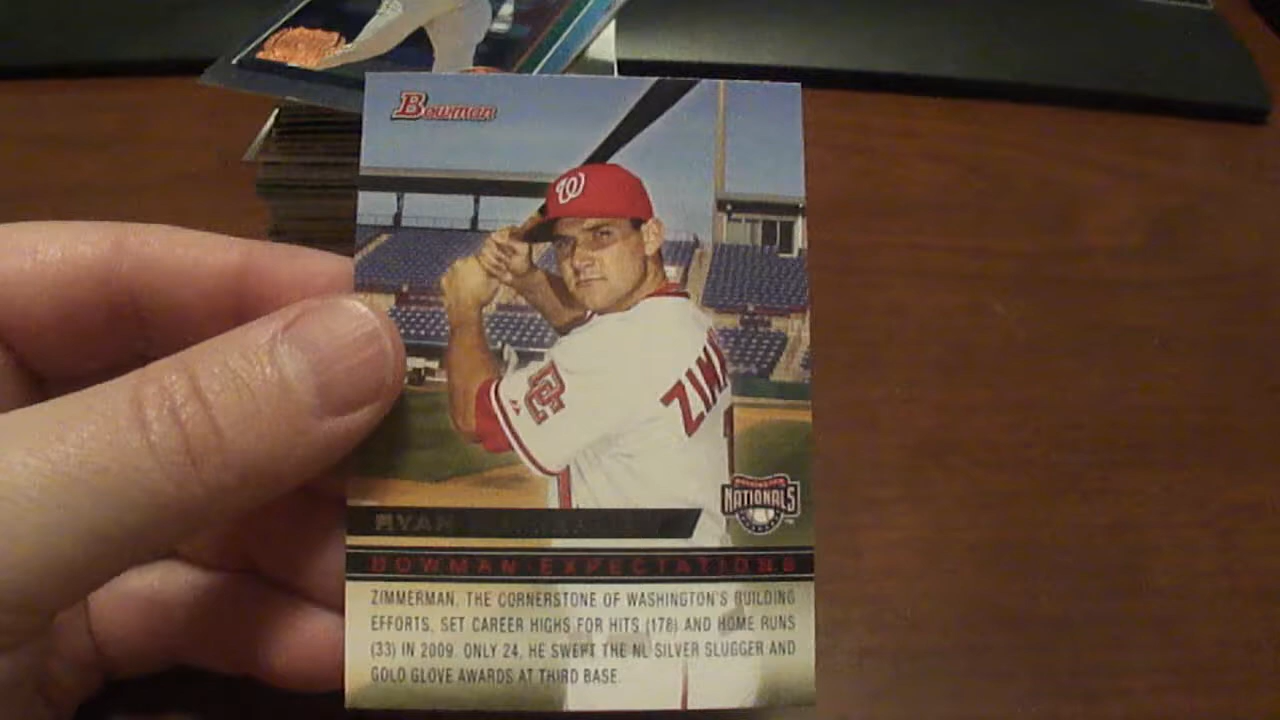 Bowman
W
ZIMM
NATIONALS
RYAN
BOWMAN EXPECTATIONS
ZIMMERMAN, THE CORNERSTONE OF WASHINGTON'S BUILDING
EFFORTS, SET CAREER HIGHS FOR HITS (178) AND HOME RUNS
(33) IN 2009. ONLY 24, HE SWEPT THE NL SILVER SLUGGER AND
GOLD GLOVE AWARDS AT THIRD BASE.